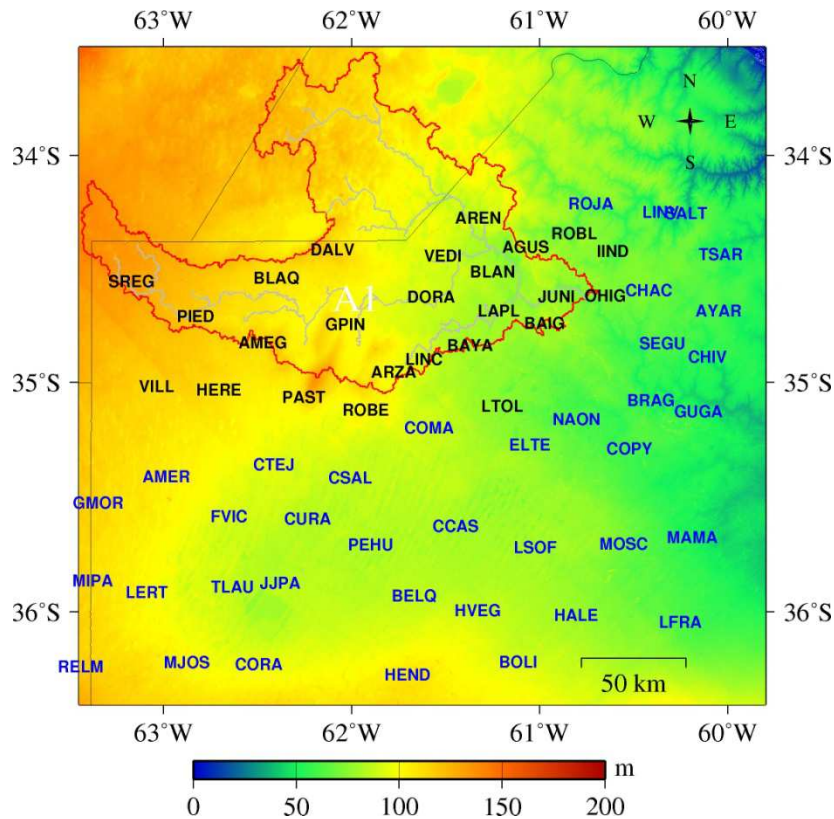 63°W 62°W 61°W 60°W
N
W E
S
34°S 34°S
ROJA LINV SALT
AREN
ROBL
DALV VEDI AGUS IIND TSAR
SREG BLAQ BLAN
DORA JUNI OHIG CHAC
A1
PIED GPIN LAPL BAIG AYAR
AMEG BAYA SEGU
LINC CHIV
ARZA
35°S 35°S
VILL HERE PAST
ROBE LTOL BRAG
NAON GUGA
COMA
ELTE COPY
AMER CTEJ CSAL
GMOR
FVIC CURA CCAS
PEHU LSOF MOSC MAMA
MIPA LERT TLAU JJPA
BELQ
36°S 36°S
HVEG HALE LFRA
RELM MJOS CORA BOLI
HEND
50 km
63°W 62°W 61°W 60°W
m
0 50 100 150 200